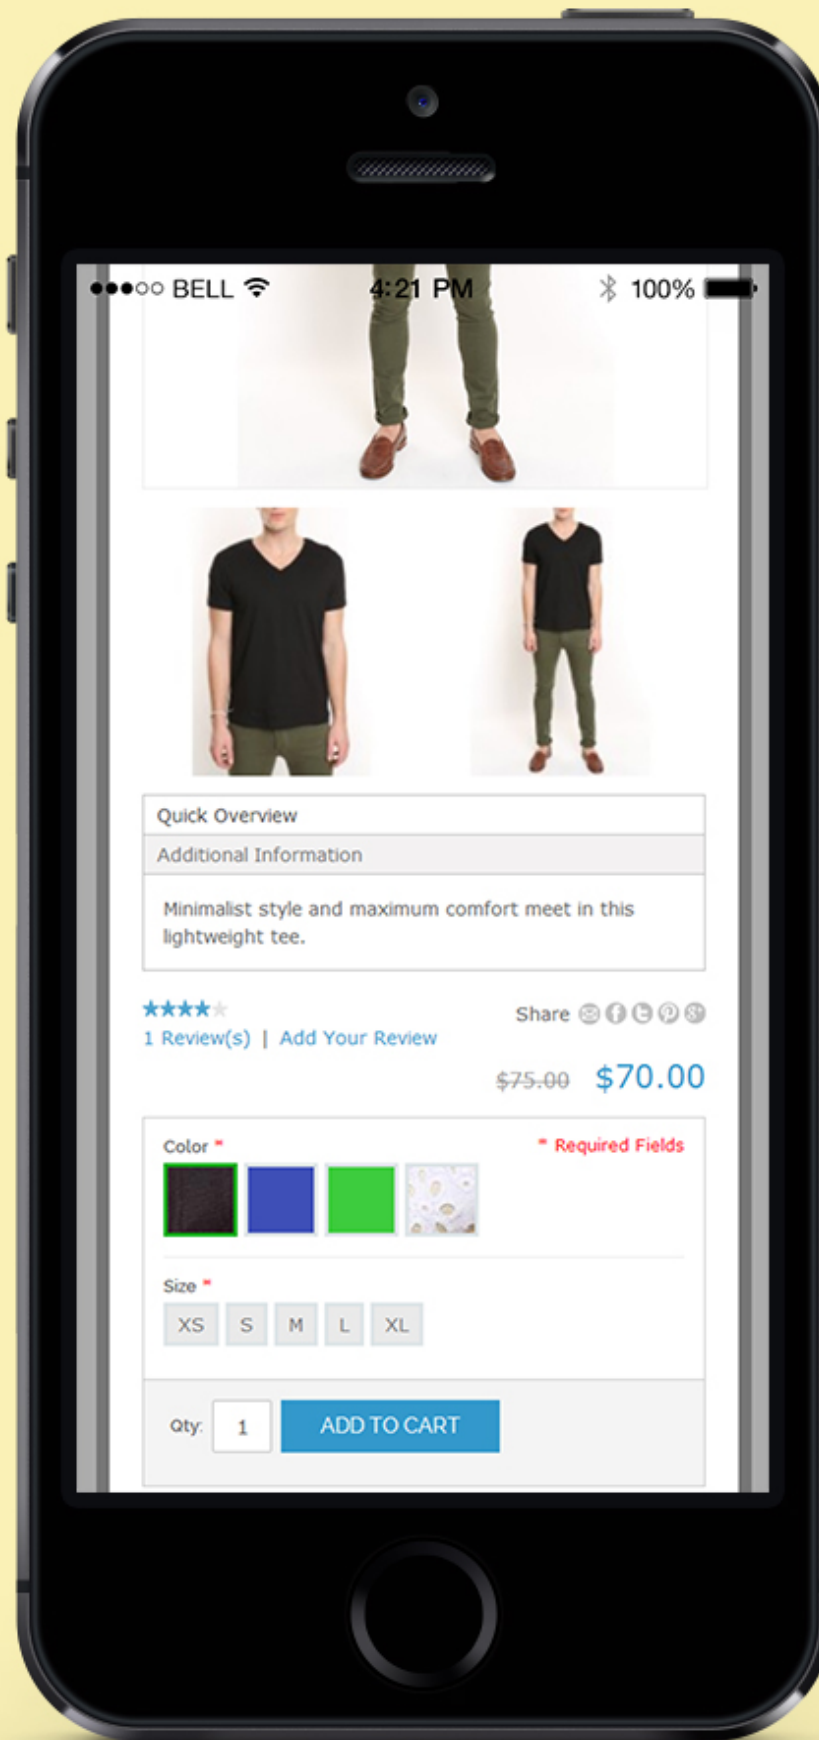 BELL 4:21 PM 100%
Quick Overview
Additional Information
Minimalist style and maximum comfort meet in this
lightweight tee.
Share
1 Review(s) | Add Your Review
$75.00 $70.00
Color * * Required Fields
Size *
XS S M L XL
Qty: 1 ADD TO CART